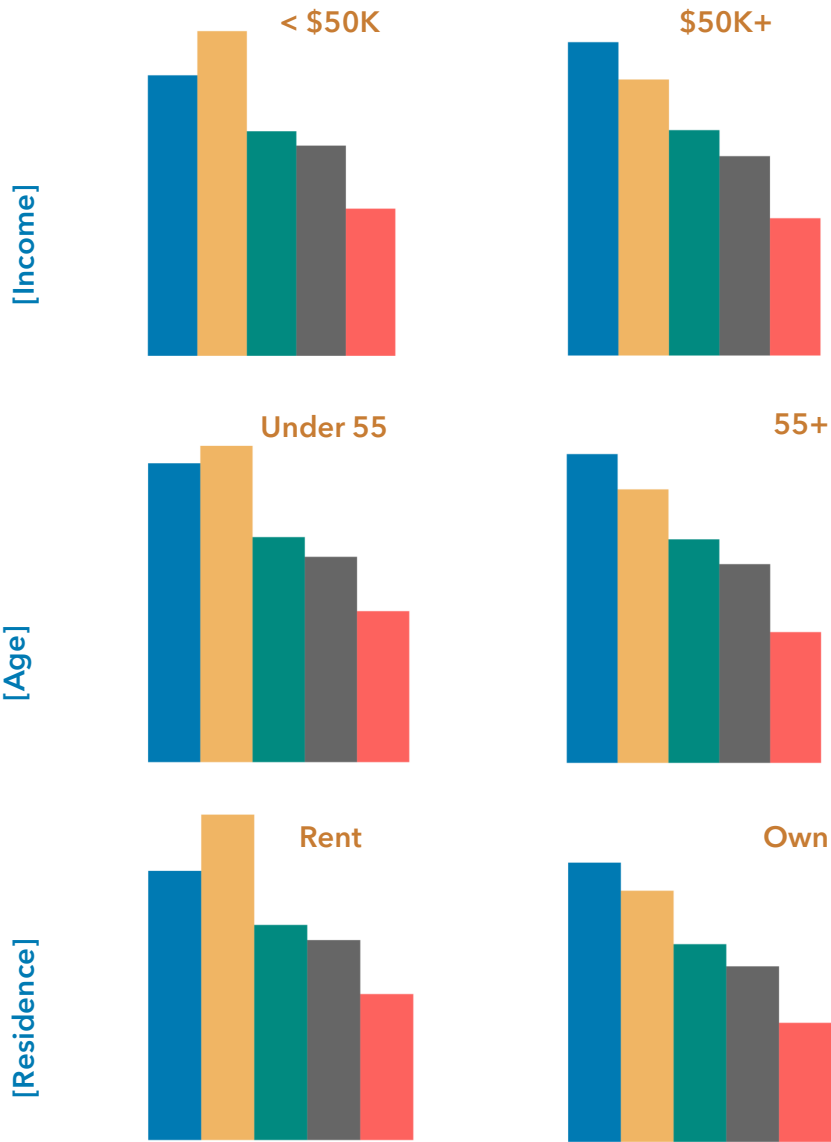 < $50K
$50K+
[Income]
Under 55
55+
[Age]
Rent
Own
[Residence]